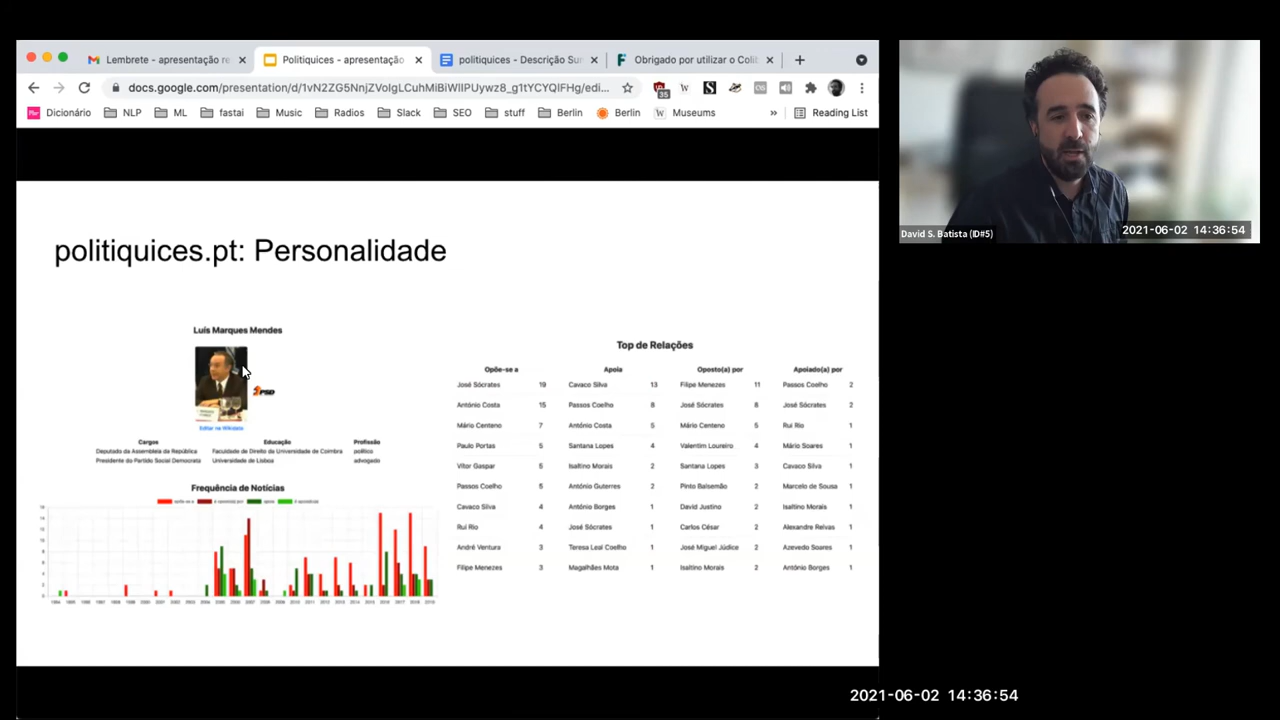 Lembrete - apresentação re
Politiquices - apresentação
politiquices - Descrição Sum
Obrigado por utilizar o Colib
docs.google.com/presentation/d/
35
Dicionário NLP ML fastai Music Radios Slack SEO stuff Berlin Berlin Museums » Reading List
politiquices.pt: Personalidade
Luís Marques Mendes
PSD
Editar na Wikidata
Cargos Educação Profissão
Deputado da Assembleia da República Faculdade de Direito da Universidade de Coimbra político
Presidente do Partido Social Democrata Universidade de Lisboa advogado
Frequência de Notícias
Top de Relações
Opõe-se a Apoia Oposto(a) por Apoiado(a) por
José Sócrates 19 Cavaco Silva 13 Filipe Menezes 11 Passos Coelho 2
António Costa 15 Passos Coelho 8 José Sócrates 8 José Sócrates 2
Mário Centeno 7 António Costa 5 Mário Centeno 5 Rui Rio 1
Paulo Portas 5 Santana Lopes 4 Valentim Loureiro 4 Mário Soares 1
Vítor Gaspar 5 Isaltino Morais 2 Santana Lopes 3 Cavaco Silva 1
Passos Coelho 5 António Guterres 2 Pinto Balsemão 2 Marcelo de Sousa 1
Cavaco Silva 4 António Borges 1 David Justino 2 Isaltino Morais 1
Rui Rio 4 José Sócrates 1 Carlos César 2 Alexandre Relvas 1
André Ventura 3 Teresa Leal Coelho 1 José Miguel Júdice 2 Azevedo Soares 1
Filipe Menezes 3 Magalhães Mota 1 Isaltino Morais 2 António Borges 1
David S. Batista (ID#5)
2021-06-02 14:36:54
2021-06-02 14:36:54